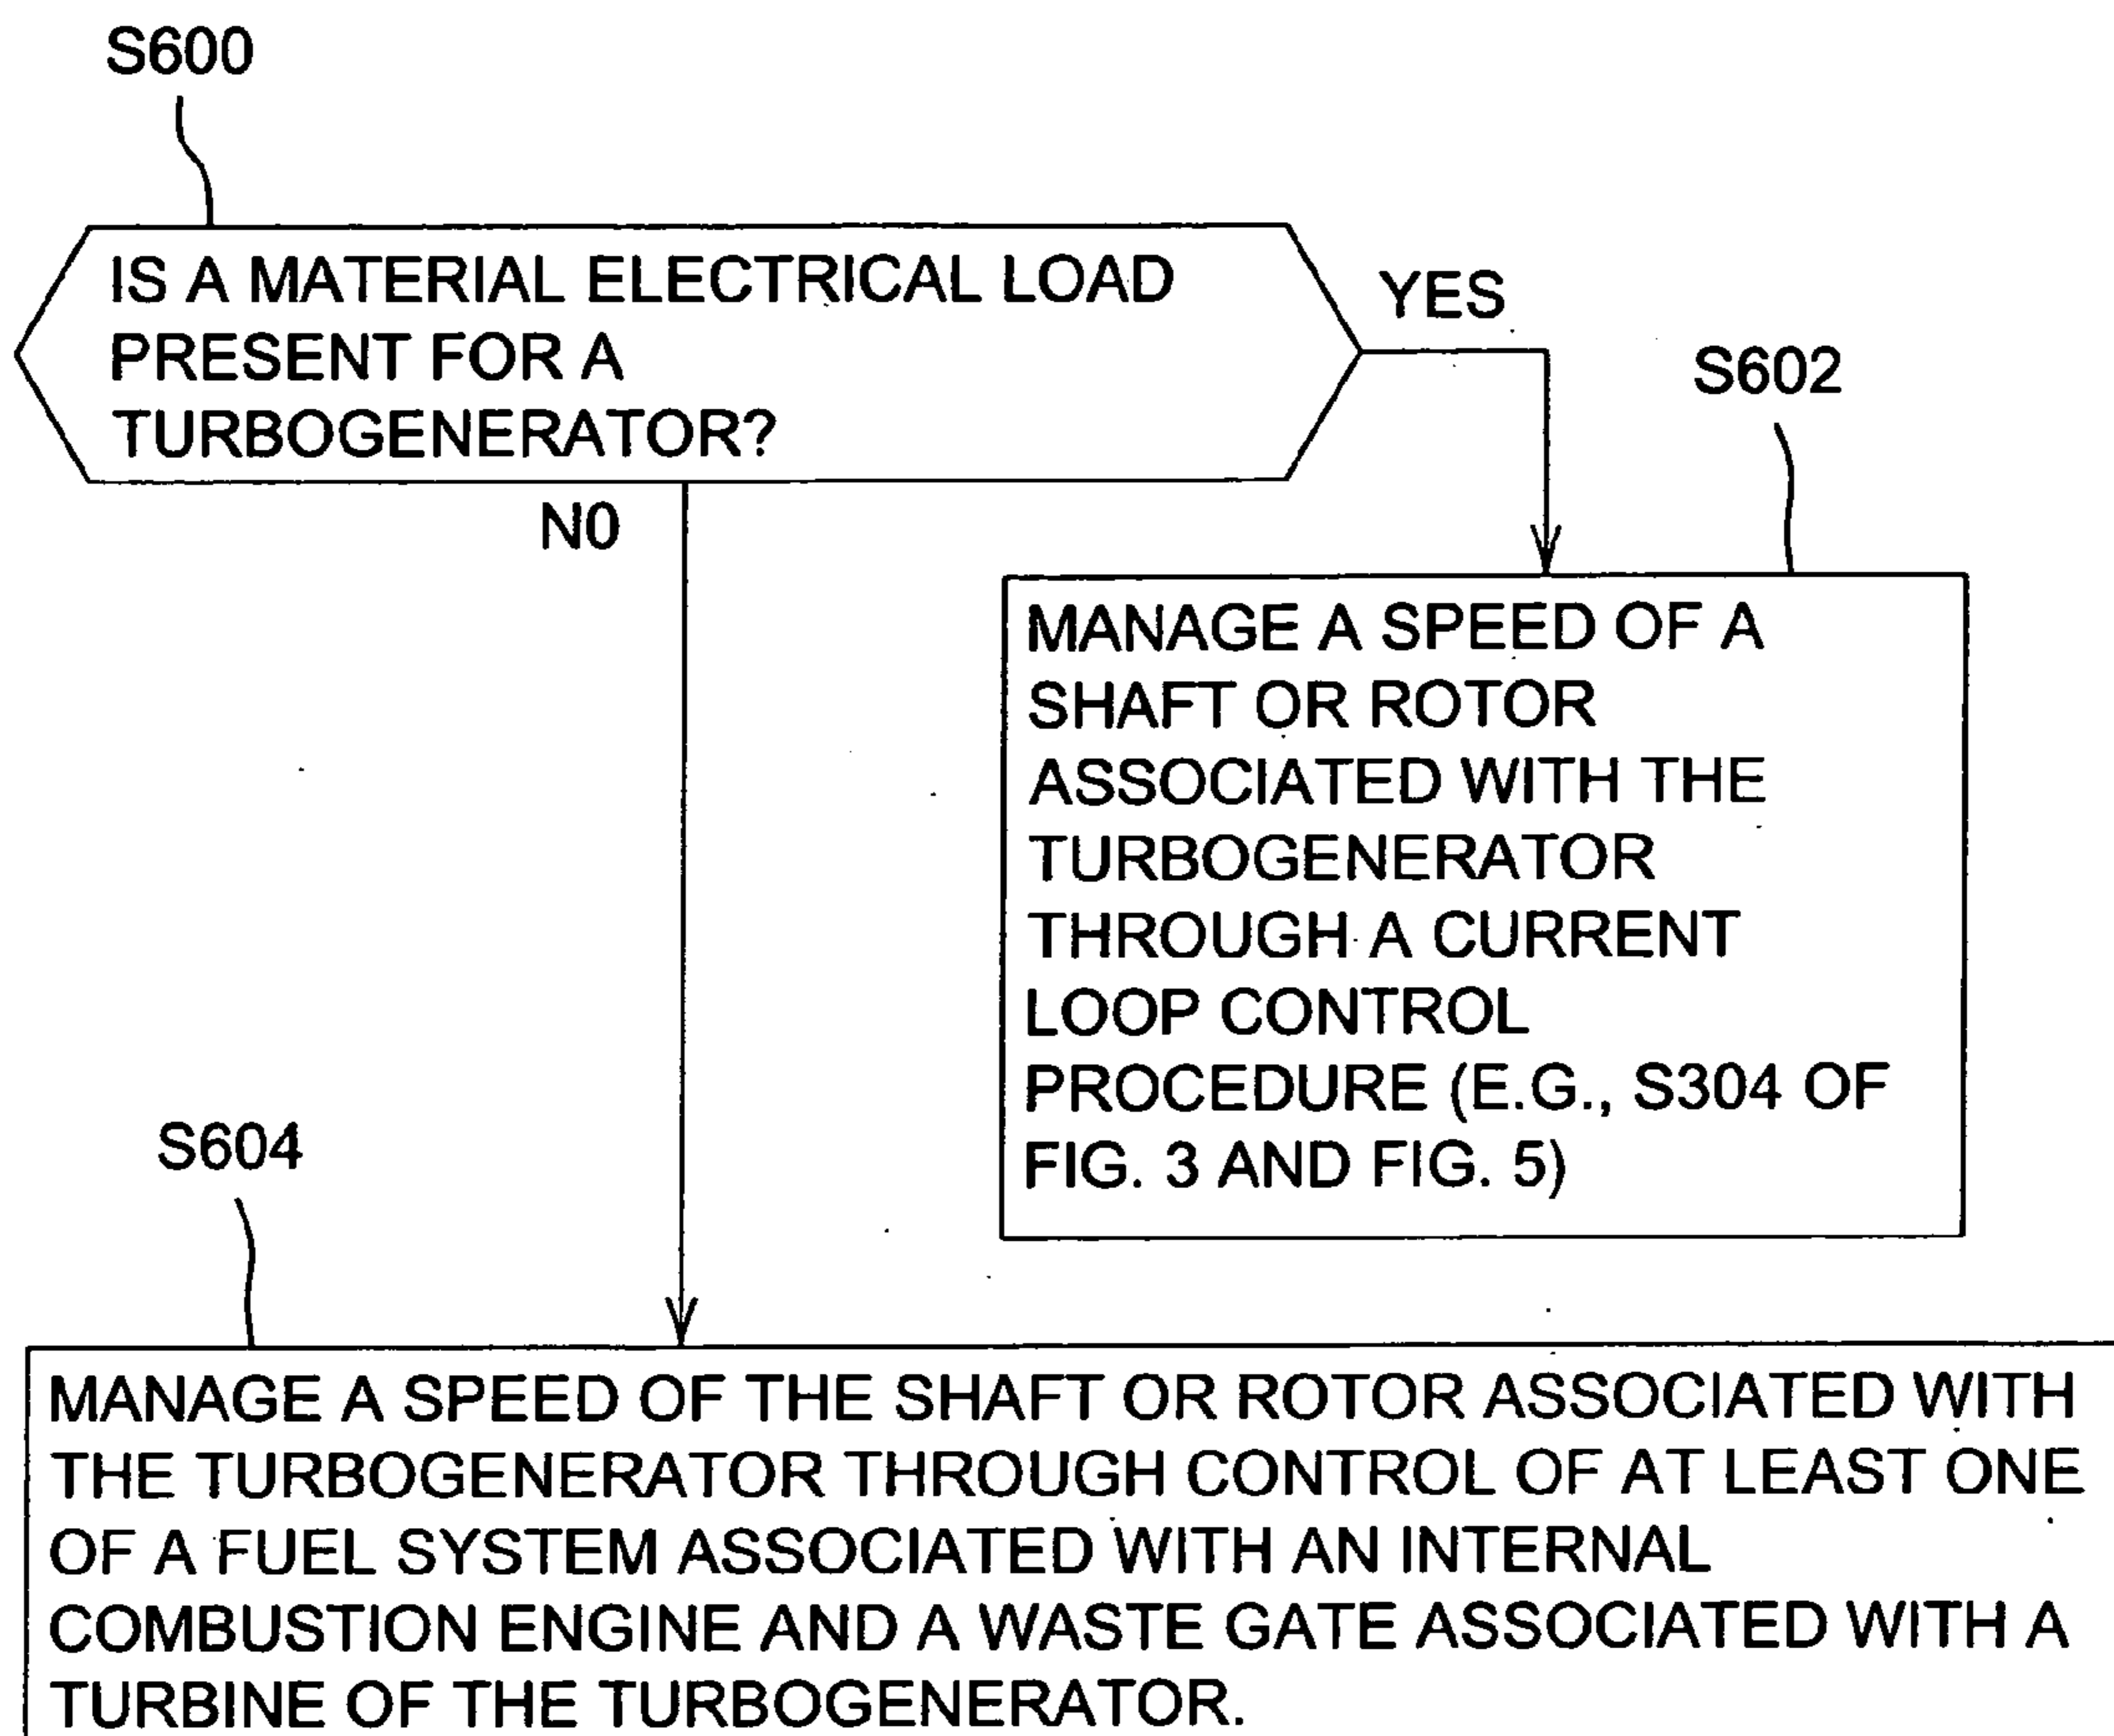 S600
IS A MATERIAL ELECTRICAL LOAD
PRESENT FOR A
TURBOGENERATOR?
YES
NO
S602
MANAGE A SPEED OF A
SHAFT OR ROTOR
ASSOCIATED WITH THE
TURBOGENERATOR
THROUGH A CURRENT
LOOP CONTROL
PROCEDURE (E.G., S304 OF
FIG. 3 AND FIG. 5)
S604
MANAGE A SPEED OF THE SHAFT OR ROTOR ASSOCIATED WITH
THE TURBOGENERATOR THROUGH CONTROL OF AT LEAST ONE
OF A FUEL SYSTEM ASSOCIATED WITH AN INTERNAL
COMBUSTION ENGINE AND A WASTE GATE ASSOCIATED WITH A
TURBINE OF THE TURBOGENERATOR.